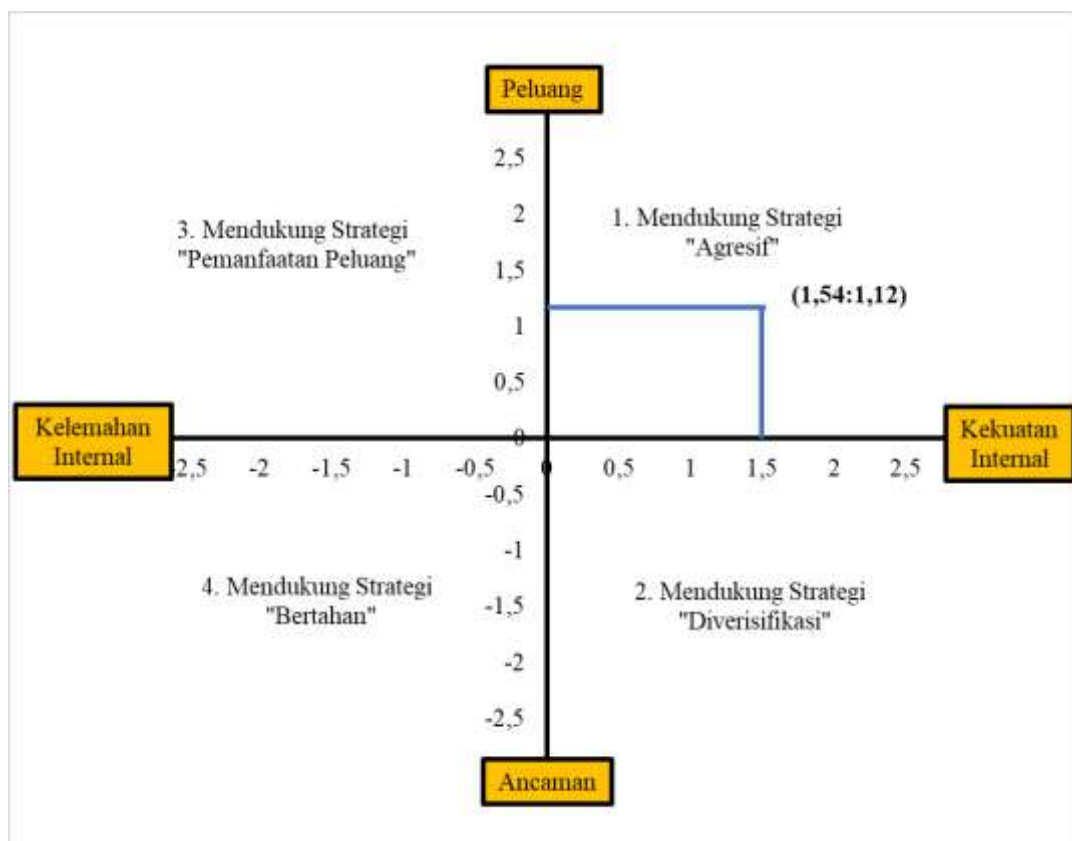 Peluang
2,5
2
1,5
1
0,5
0
3. Mendukung Strategi
"Pemanfaatan Peluang"
1. Mendukung Strategi
"Agresif"
(1,54:1,12)
Kelemahan
Internal
Kekuatan
Internal
2,5 -2 -1,5 -1 -0,5 0 0,5 1 1,5 2 2,5
-0,5
-1
-1,5
-2
-2,5
4. Mendukung Strategi
"Bertahan"
2. Mendukung Strategi
"Diverisifikasi"
Ancaman